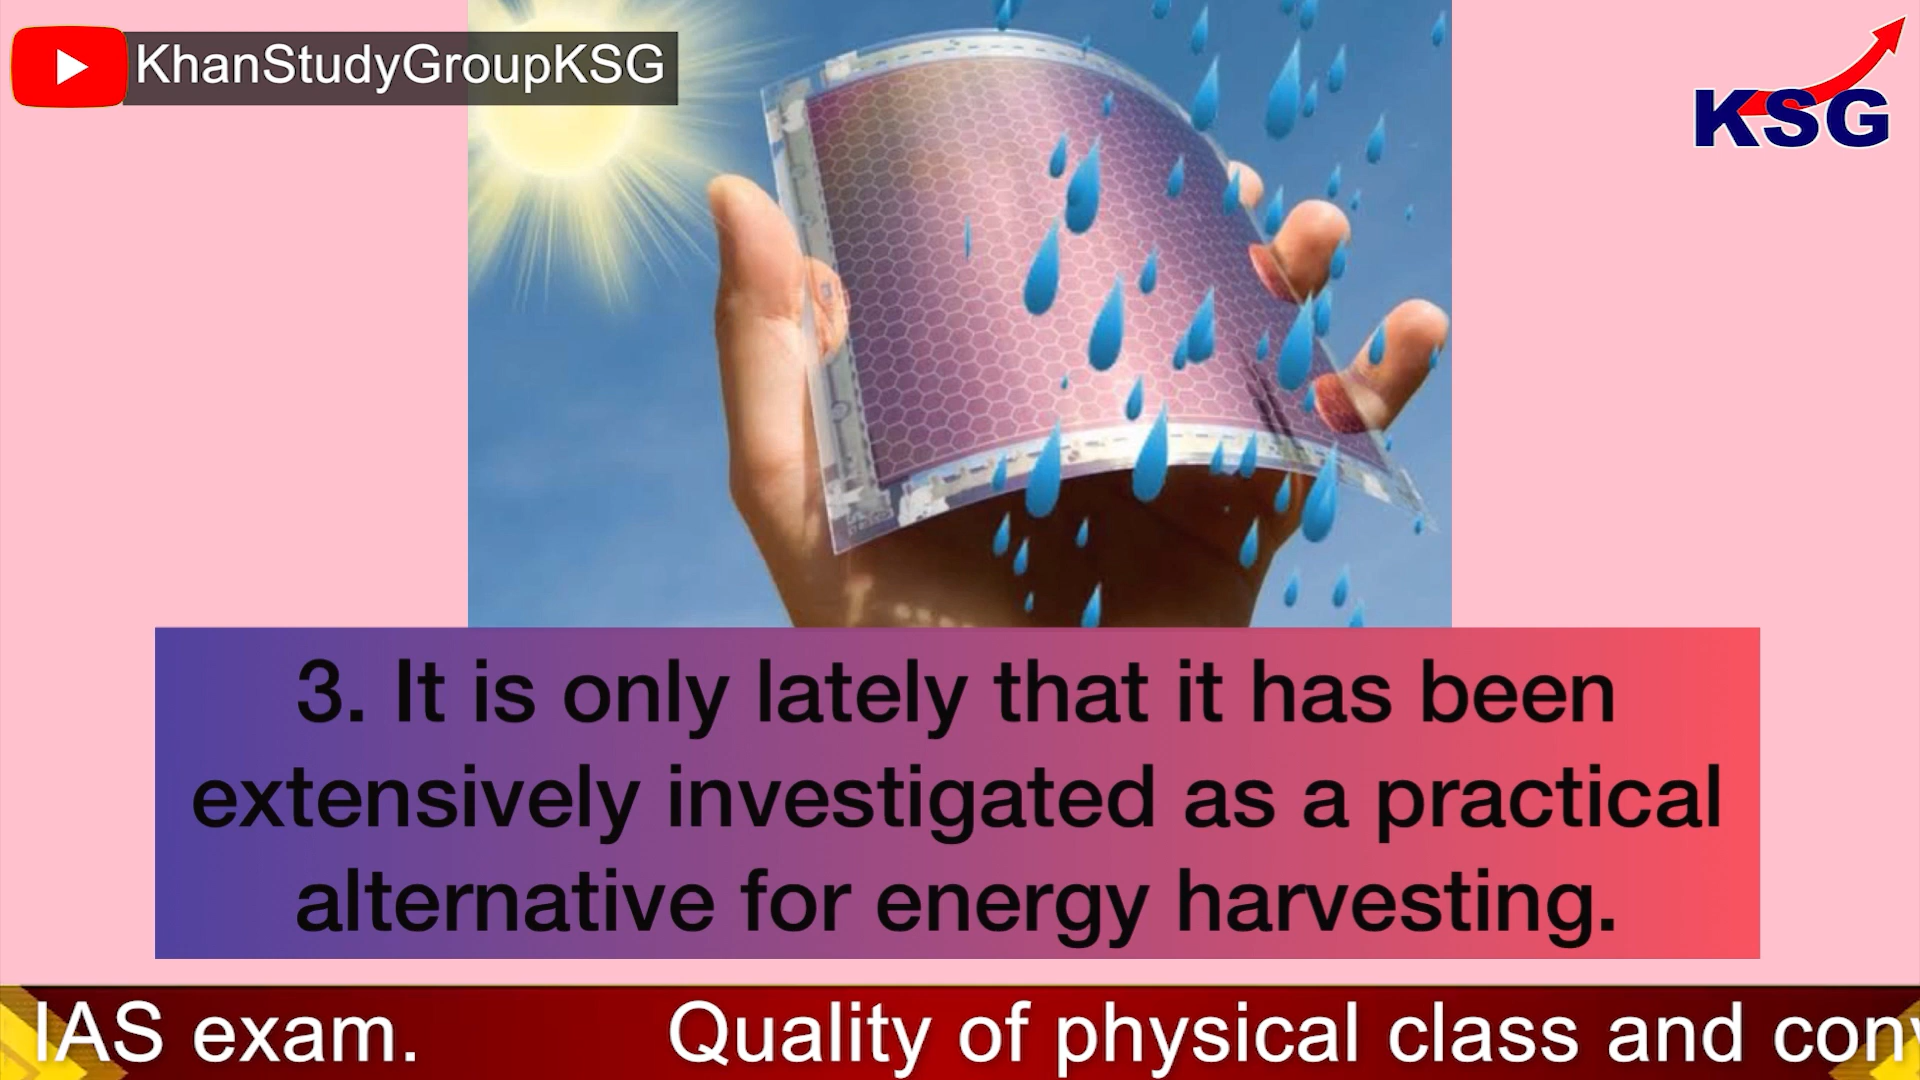 KhanStudyGroupKSG
KSG
3. It is only lately that it has been
extensively investigated as a practical
alternative for energy harvesting.
IAS exam. Quality of physical class and con